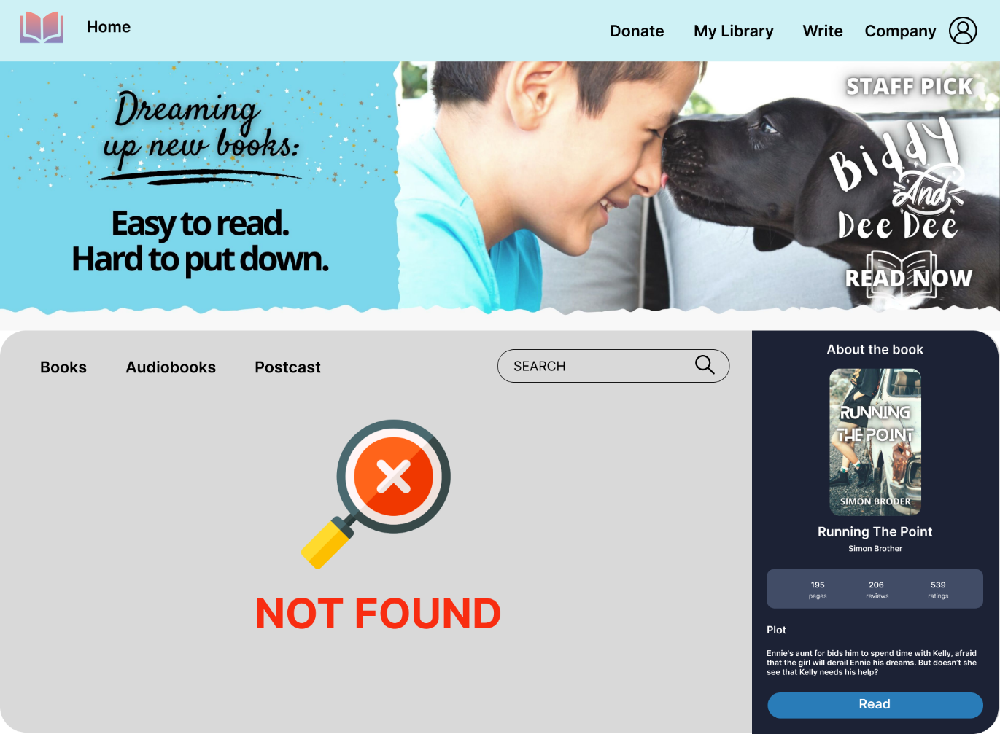 Home
Donate
My Library
Write
Company
Dreaming
up new books:
Easy to read.
Hard to put down.
STAFF PICK
Biddy
And
Dee Dee
READ NOW
Books
Audiobooks
Postcast
SEARCH
NOT FOUND
About the book
RUNNING
THE POINT
SIMON BRODER
Running The Point
Simon Brother
195
pages
206
reviews
539
ratings
Plot
Ennie's aunt for bids him to spend time with Kelly, afraid
that the girl will derail Ennie his dreams. But doesn't she
see that Kelly needs his help?
Read